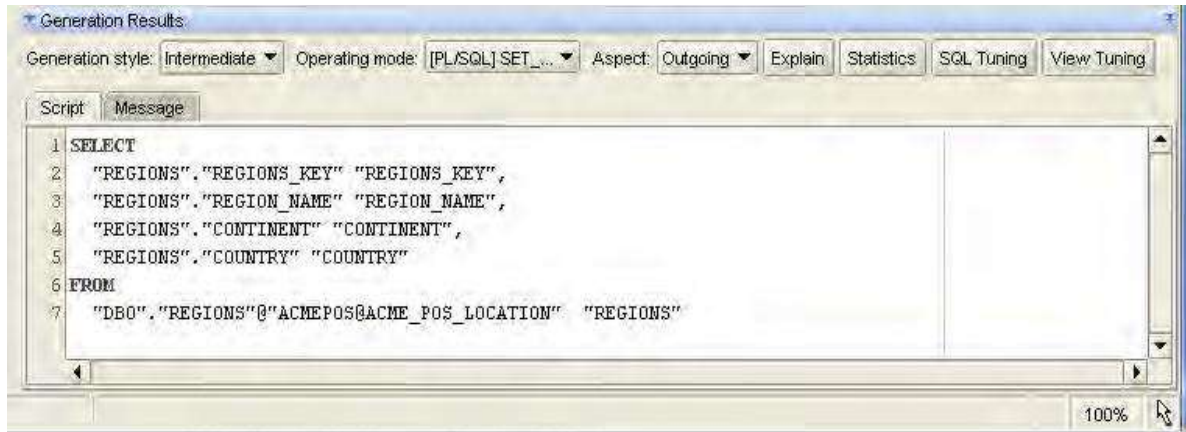 Generation Results
Generation style: Intermediate Operating mode: [PL/SQL] SET_... Aspect: Outgoing Explain Statistics SQL Tuning View Tuning
Script Message
1 SELECT
2 "REGIONS"."REGIONS_KEY" "REGIONS_KEY",
3 "REGIONS"."REGION_NAME" "REGION_NAME",
4 "REGIONS"."CONTINENT" "CONTINENT",
5 "REGIONS"."COUNTRY" "COUNTRY"
6 FROM
7 "DBO"."REGIONS"@"ACMEPOS@ACME_POS_LOCATION" "REGIONS"
100%